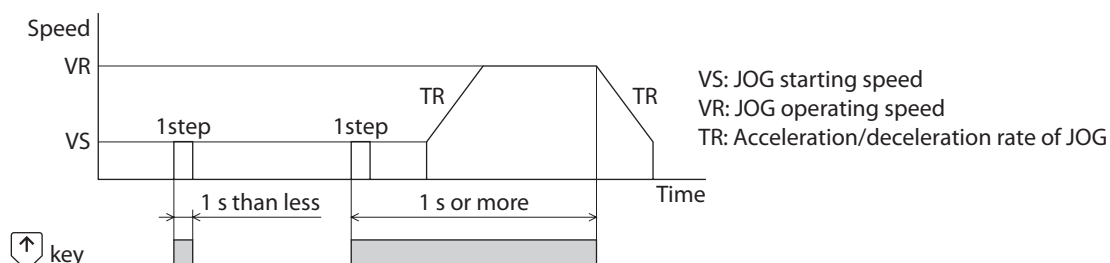 Speed
VR
TR
TR
VS: JOG starting speed
VR: JOG operating speed
TR: Acceleration/deceleration rate of JOG
1step
1step
VS
Time
1 s than less
1 s or more
key